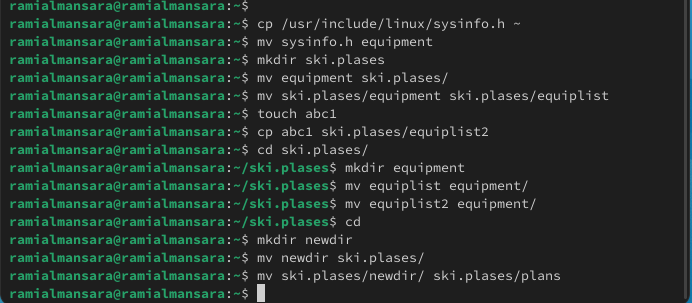 ramialmansara@ramialmansara:~$
ramialmansara@ramialmansara:~$ cp /usr/include/linux/sysinfo.h ~
ramialmansara@ramialmansara:~$ mv sysinfo.h equipment
ramialmansara@ramialmansara:~$ mkdir ski.plases
ramialmansara@ramialmansara:~$ mv equipment ski.plases/
ramialmansara@ramialmansara:~$ mv ski.plases/equipment ski.plases/equiplist
ramialmansara@ramialmansara:~$ touch abc1
ramialmansara@ramialmansara:~$ cp abc1 ski.plases/equiplist2
ramialmansara@ramialmansara:~$ cd ski.plases/
ramialmansara@ramialmansara:~/ski.plases$ mkdir equipment
ramialmansara@ramialmansara:~/ski.plases$ mv equiplist equipment/
ramialmansara@ramialmansara:~/ski.plases$ mv equiplist2 equipment/
ramialmansara@ramialmansara:~/ski.plases$ cd
ramialmansara@ramialmansara:~$ mkdir newdir
ramialmansara@ramialmansara:~$ mv newdir ski.plases/
ramialmansara@ramialmansara:~$ mv ski.plases/newdir/ ski.plases/plans
ramialmansara@ramialmansara:~$